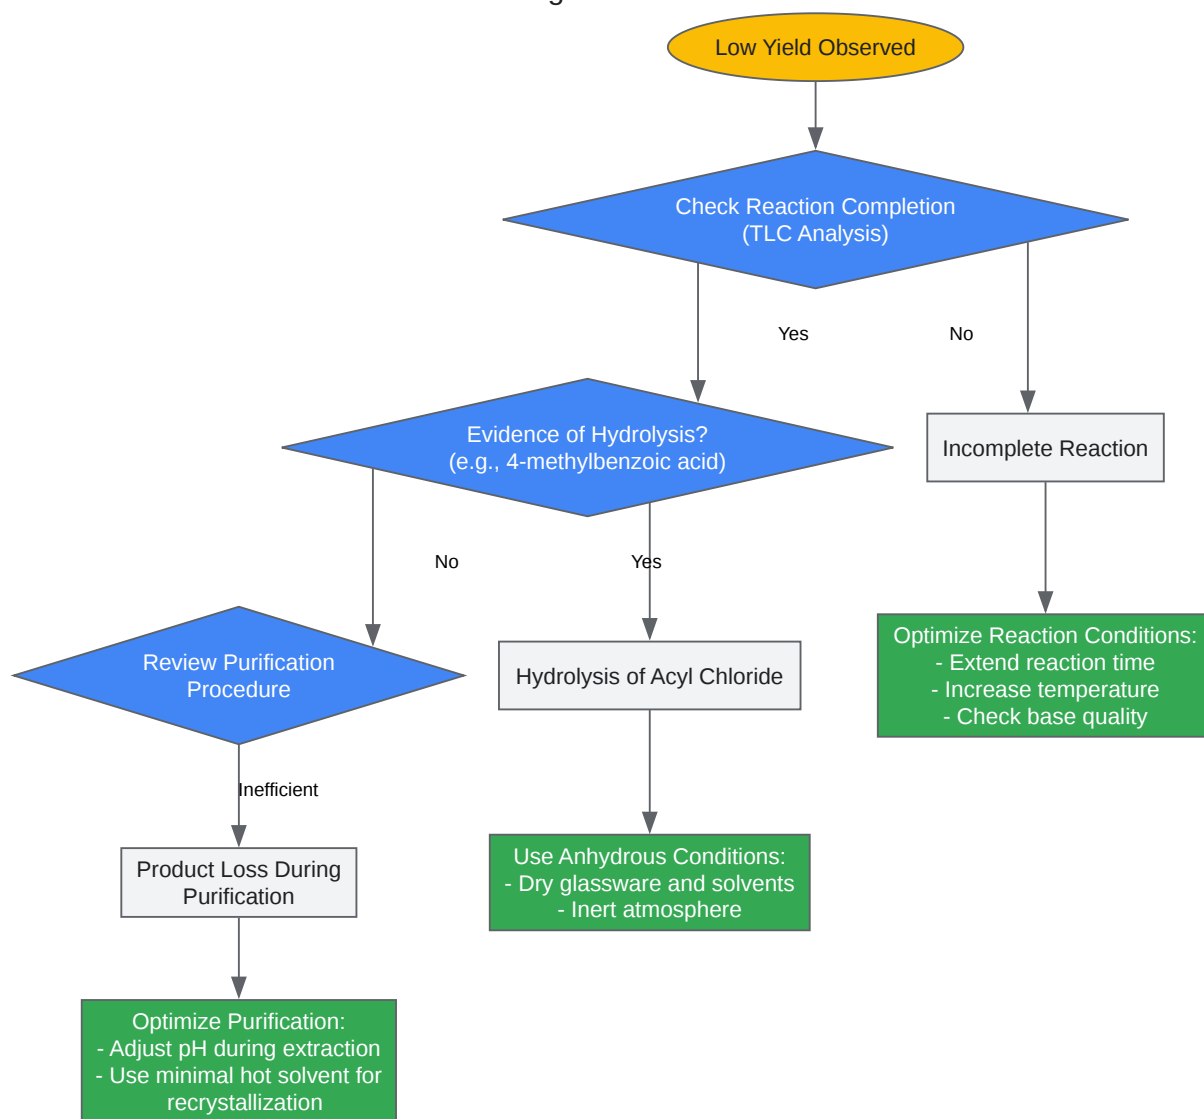 Low Yield Observed
Check Reaction Completion
(TLC Analysis)
Yes
No
Evidence of Hydrolysis?
(e.g., 4-methylbenzoic acid)
Incomplete Reaction
No
Yes
Optimize Reaction Conditions:
- Extend reaction time
- Increase temperature
- Check base quality
Review Purification
Procedure
Hydrolysis of Acyl Chloride
Inefficient
Product Loss During
Purification
Use Anhydrous Conditions:
- Dry glassware and solvents
- Inert atmosphere
Optimize Purification:
- Adjust pH during extraction
- Use minimal hot solvent for
recrystallization